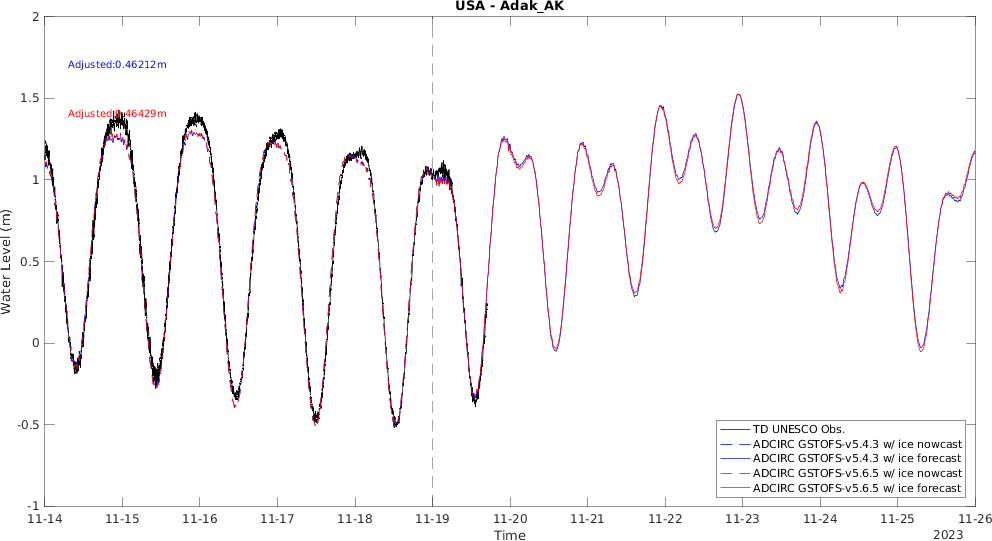 USA - Adak_AK
2
Adjusted:0.46212m
1.5
Adjusted:0.46429m
1
0.5
0
-0.5
-1
Water Level (m)
TD UNESCO Obs.
ADCIRC GSTOFS-v5.4.3 w/ ice nowcast
ADCIRC GSTOFS-v5.4.3 w/ ice forecast
ADCIRC GSTOFS-v5.6.5 w/ ice nowcast
ADCIRC GSTOFS-v5.6.5 w/ ice forecast
11-14 11-15 11-16 11-17 11-18 11-19 11-20 11-21 11-22 11-23 11-24 11-25 11-26
Time
2023